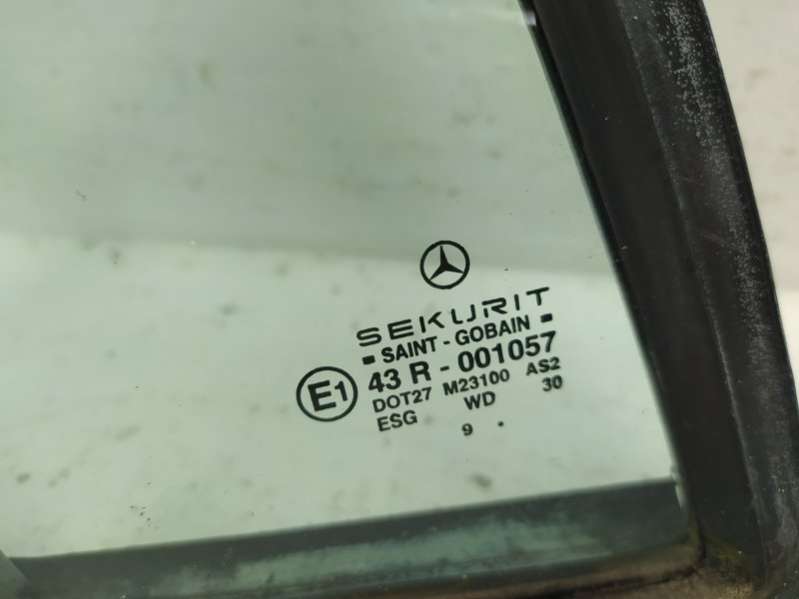 SEKURIT
SAINT - GOBAIN
E1 43 R - 001057
DOT27 M23100 AS2
ESG WD 30
9 .